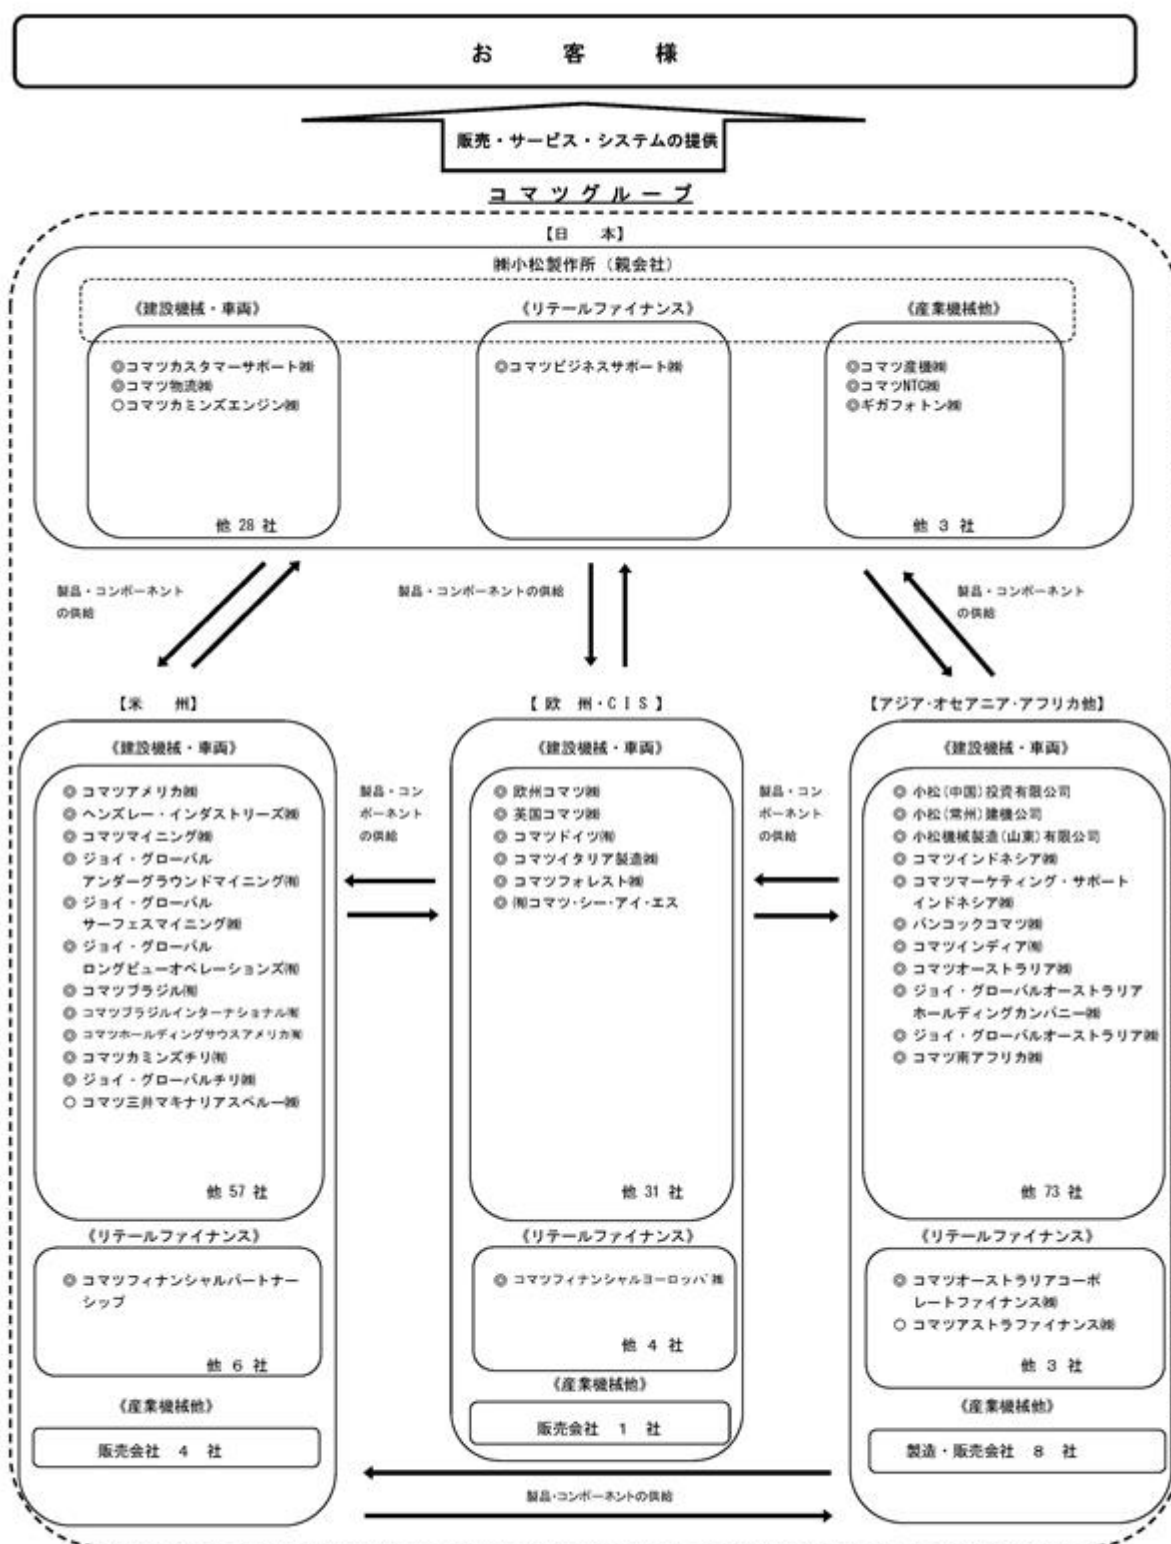 お 客 様
販売・サービス・システムの提供
コマツグループ
【日 本】
㈱小松製作所（親会社）
《建設機械・車両》
◎コマツカスタマーサポート㈱
◎コマツ物流㈱
○コマツカミンズエンジン㈱
他 28 社
《リテールファイナンス》
◎コマツビジネスサポート㈱
《産業機械他》
◎コマツ産機㈱
◎コマツNTC㈱
◎ギガフォトン㈱
他 3 社
製品・コンポーネント
の供給
製品・コンポーネントの供給
製品・コンポーネント
の供給
【米 州】
《建設機械・車両》
◎ コマツアメリカ㈱
◎ ヘンズレー・インダストリーズ㈱
◎ コマツマイニング㈱
◎ ジョイ・グローバル
アンダーグラウンドマイニング㈲
◎ ジョイ・グローバル
サーフェスマイニング㈱
◎ ジョイ・グローバル
ロングビューオペレーションズ㈲
◎ コマツブラジル㈲
◎ コマツブラジルインターナショナル㈲
◎ コマツホールディングサウスアメリカ㈲
◎ コマツカミンズチリ㈲
◎ ジョイ・グローバルチリ㈱
○ コマツ三井マキナリアスペルー㈱
他 57 社
《リテールファイナンス》
◎ コマツフィナンシャルパートナー
シップ
他 6 社
《産業機械他》
販売会社 4 社
製品・コン
ポーネント
の供給
【 欧 州・CIS 】
《建設機械・車両》
◎ 欧州コマツ㈱
◎ 英国コマツ㈱
◎ コマツドイツ㈲
◎ コマツイタリア製造㈱
◎ コマツフォレスト㈱
◎ ㈲コマツ・シー・アイ・エス
他 31 社
《リテールファイナンス》
◎ コマツフィナンシャルヨーロッパ㈱
他 4 社
《産業機械他》
販売会社 1 社
製品・コン
ポーネント
の供給
【アジア・オセアニア・アフリカ他】
《建設機械・車両》
◎ 小松(中国)投資有限公司
◎ 小松(常州)建機公司
◎ 小松機械製造(山東)有限公司
◎ コマツインドネシア㈱
◎ コマツマーケティング・サポート
インドネシア㈱
◎ バンコックコマツ㈱
◎ コマツインディア㈲
◎ コマツオーストラリア㈱
◎ ジョイ・グローバルオーストラリア
ホールディングカンパニー㈱
◎ ジョイ・グローバルオーストラリア㈱
◎ コマツ南アフリカ㈱
他 73 社
《リテールファイナンス》
◎ コマツオーストラリアコーポ
レートファイナンス㈱
○ コマツアストラファイナンス㈱
他 3 社
《産業機械他》
製造・販売会社 8 社
製品・コンポーネントの供給